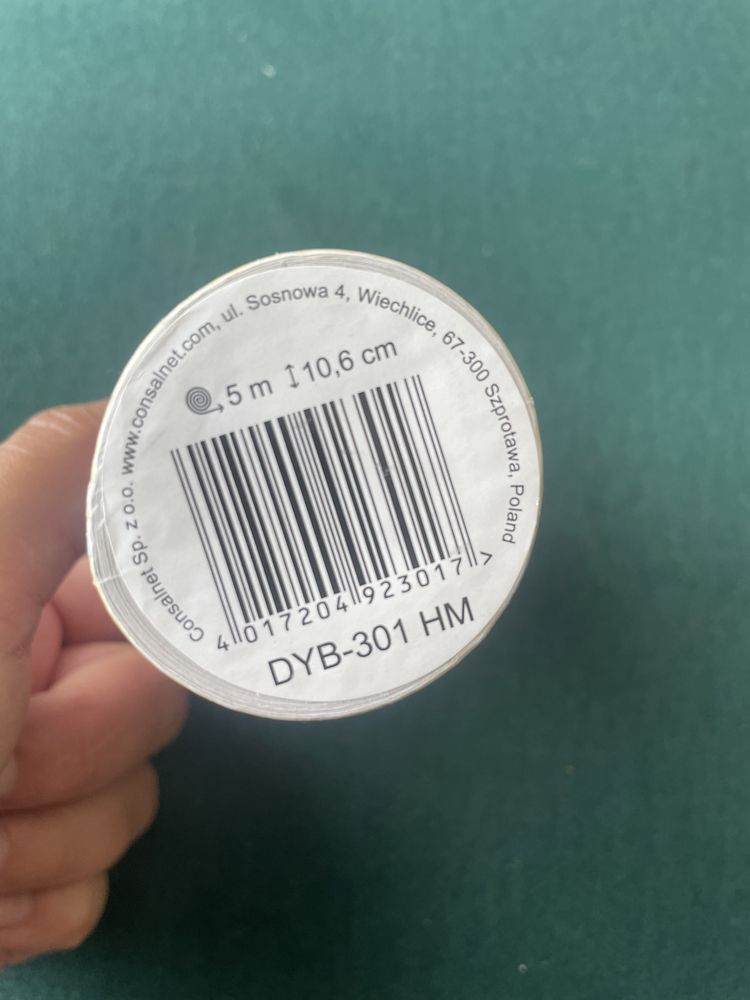 Consalnet Sp. z o.o. www.consalnet.com, ul. Sosnowa 4, Wiechlice, 67-300 Szprotawa, Poland
5 m 10,6 cm
4 017204 923017 >
DYB-301 HM